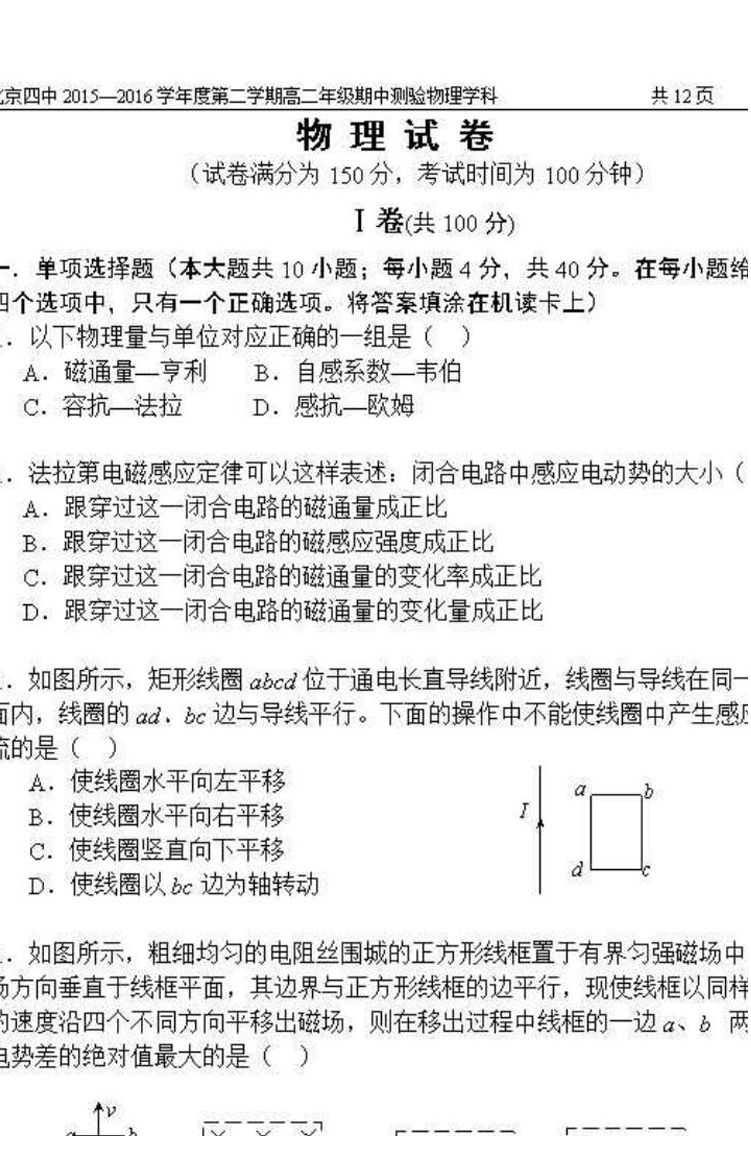 京四中 2015—2016 学年度第二学期高二年级期中测验物理学科 共 12 页
物 理 试 卷
（试卷满分为 150 分，考试时间为 100 分钟）
I 卷(共 100 分)
一．单项选择题（本大题共 10 小题；每小题 4 分，共 40 分。在每小题给
四个选项中，只有一个正确选项。将答案填涂在机读卡上）
．以下物理量与单位对应正确的一组是（ ）
A．磁通量—亨利 B．自感系数—韦伯
C．容抗—法拉 D．感抗—欧姆
．法拉第电磁感应定律可以这样表述：闭合电路中感应电动势的大小（
A．跟穿过这一闭合电路的磁通量成正比
B．跟穿过这一闭合电路的磁感应强度成正比
C．跟穿过这一闭合电路的磁通量的变化率成正比
D．跟穿过这一闭合电路的磁通量的变化量成正比
．如图所示，矩形线圈 abcd 位于通电长直导线附近，线圈与导线在同一
面内，线圈的 ad、bc 边与导线平行。下面的操作中不能使线圈中产生感应
流的是（ ）
A．使线圈水平向左平移
B．使线圈水平向右平移
C．使线圈竖直向下平移
D．使线圈以 bc 边为轴转动
a b
I
d c
．如图所示，粗细均匀的电阻丝围城的正方形线框置于有界匀强磁场中
场方向垂直于线框平面，其边界与正方形线框的边平行，现使线框以同样
的速度沿四个不同方向平移出磁场，则在移出过程中线框的一边 a、b 两
电势差的绝对值最大的是（ ）
v
a b